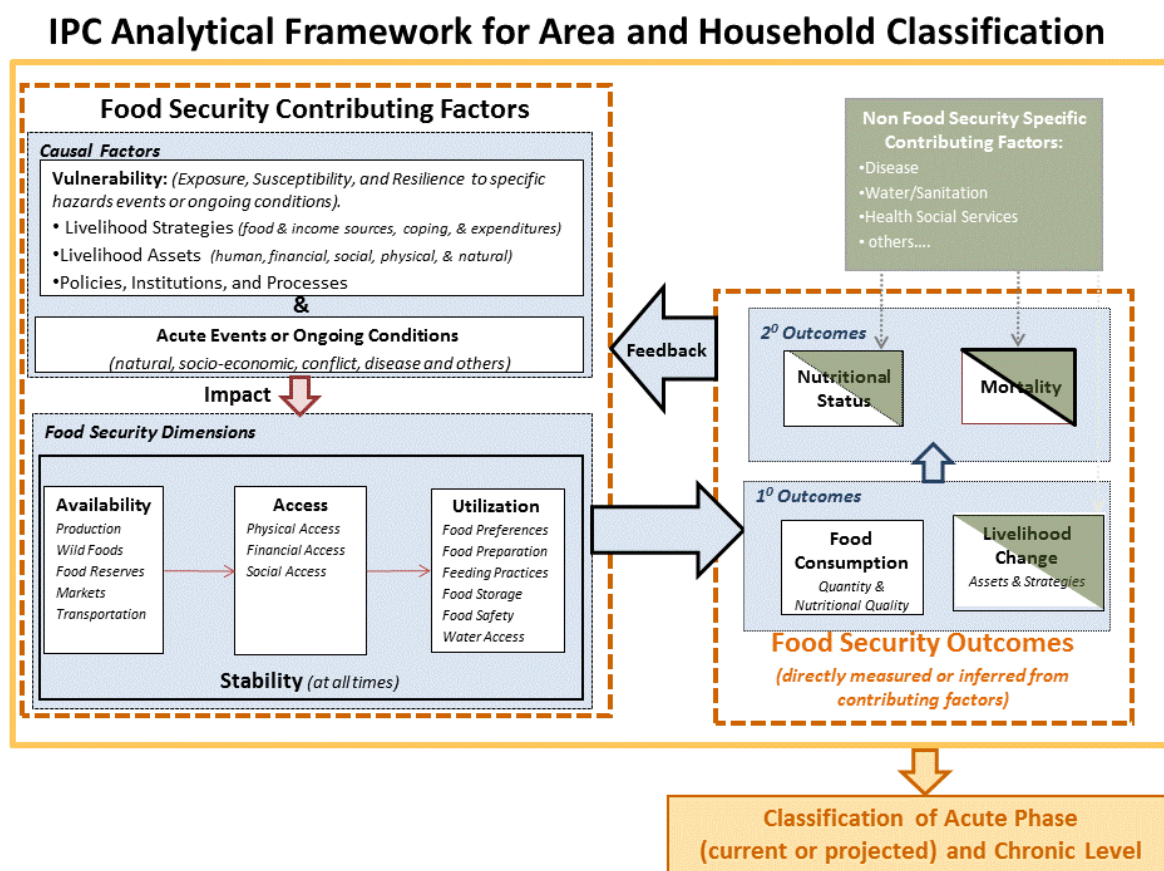 IPC Analytical Framework for Area and Household Classification
Food Security Contributing Factors
Causal Factors
Vulnerability: (Exposure, Susceptibility, and Resilience to specific
hazards events or ongoing conditions).
• Livelihood Strategies (food & income sources, coping, & expenditures)
•Livelihood Assets (human, financial, social, physical, & natural)
•Policies, Institutions, and Processes
&
Acute Events or Ongoing Conditions
(natural, socio-economic, conflict, disease and others)
Impact
Food Security Dimensions
Availability
Production
Wild Foods
Food Reserves
Markets
Transportation
Access
Physical Access
Financial Access
Social Access
Utilization
Food Preferences
Food Preparation
Feeding Practices
Food Storage
Food Safety
Water Access
Stability (at all times)
Feedback
Non Food Security Specific
Contributing Factors:
•Disease
•Water/Sanitation
•Health Social Services
• others....
2⁰ Outcomes
Nutritional
Status
Mortality
1⁰ Outcomes
Food
Consumption
Quantity &
Nutritional Quality
Livelihood
Change
Assets & Strategies
Food Security Outcomes
(directly measured or inferred from
contributing factors)
Classification of Acute Phase
(current or projected) and Chronic Level